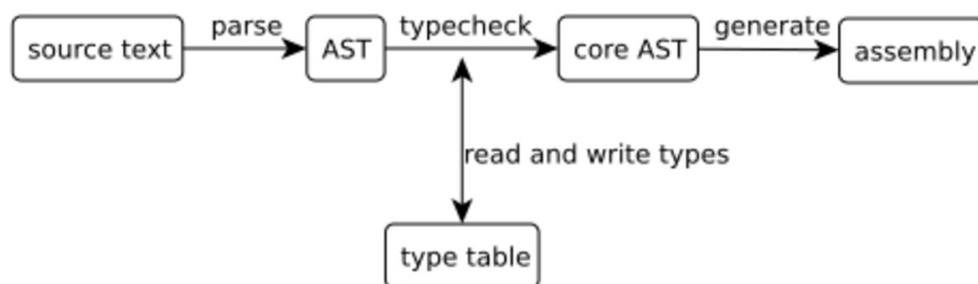 parse
typecheck
generate
source text
AST
core AST
assembly
read and write types
type table